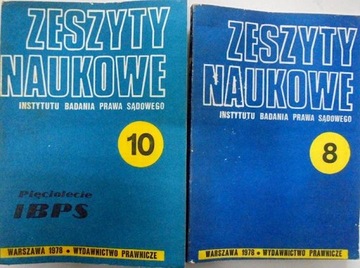 ZESZYTY
NAUKOWE
INSTYTUTU BADANIA PRAWA SĄDOWEGO
10
Pięciolecie
IBPS
WARSZAWA 1978 • WYDAWNICTWO PRAWNICZE
ZESZYTY
NAUKOWE
INSTYTUTU BADANIA PRAWA SĄDOWEGO
8
WARSZAWA 1978 • WYDAWNICTWO PRAWNICZE